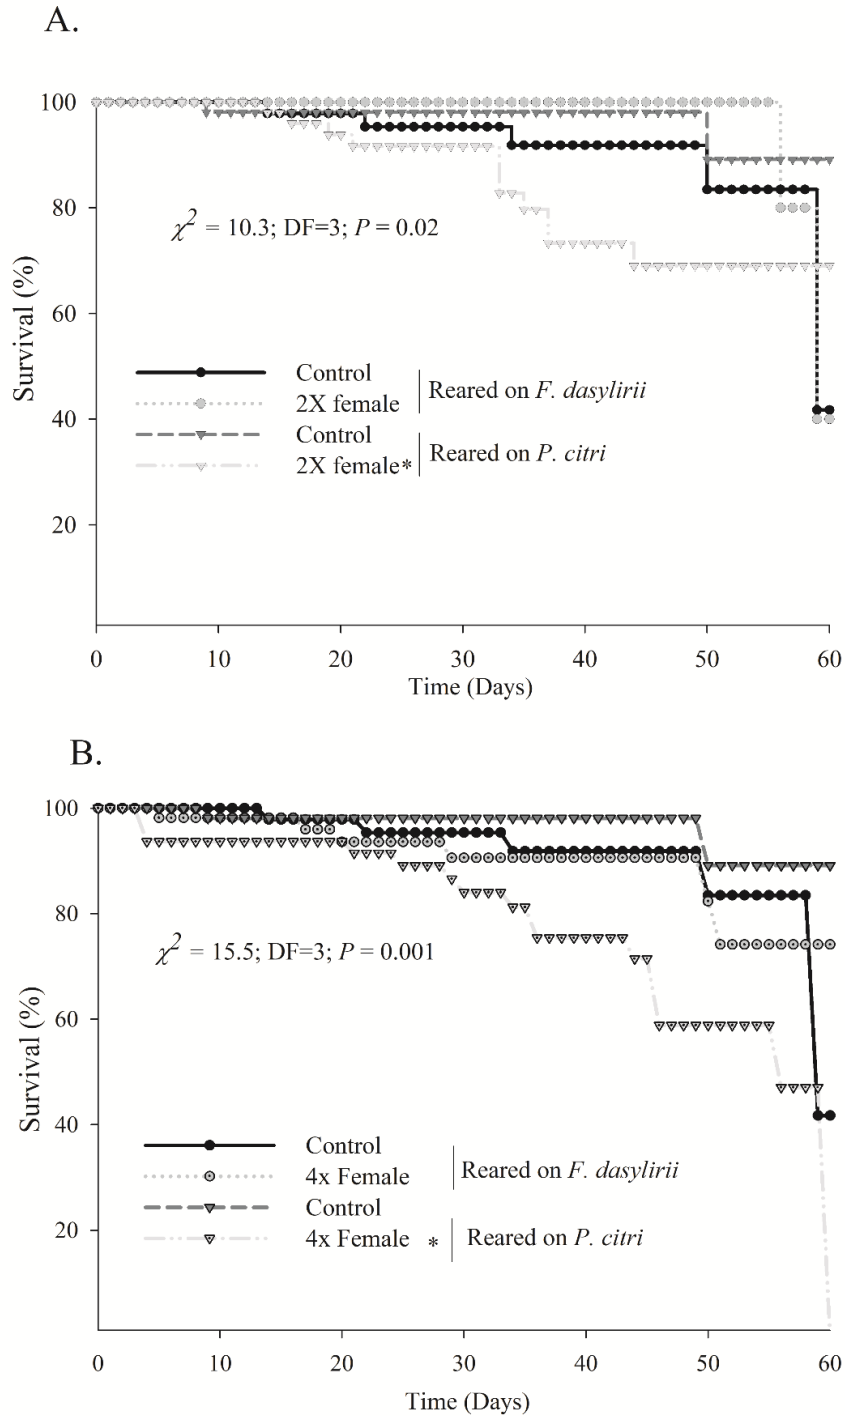 A.
100
80
60
40
20
Survival (%)
χ² = 10.3; DF=3; P = 0.02
Control
2X female
Reared on F. dasylirii
Control
2X female*
Reared on P. citri
0 10 20 30 40 50 60
Time (Days)
B.
100
80
60
40
20
Survival (%)
χ² = 15.5; DF=3; P = 0.001
Control
4x Female
Reared on F. dasylirii
Control
4x Female *
Reared on P. citri
0 10 20 30 40 50 60
Time (Days)